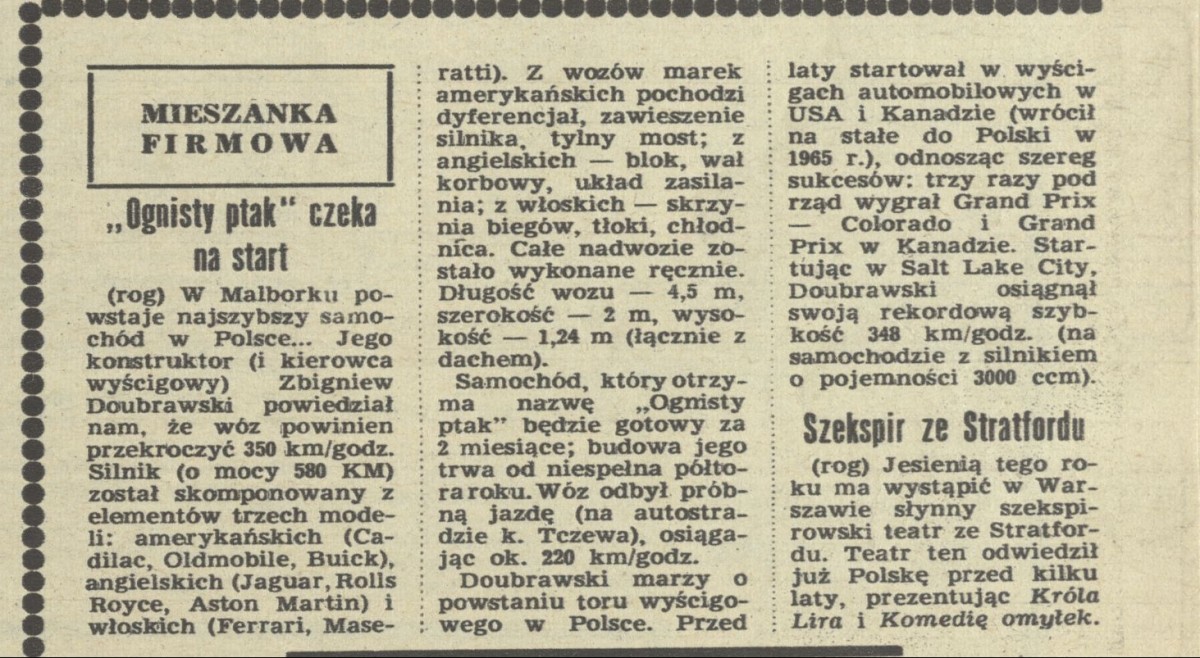 MIESZANKA
FIRMOWA
„Ognisty ptak" czeka
na start
(rog) W Malborku po-
wstaje najszybszy samo-
chód w Polsce... Jego
konstruktor (i kierowca
wyścigowy) Zbigniew
Doubrawski powiedział
nam, że wóz powinien
przekroczyć 350 km/godz.
Silnik (o mocy 580 KM)
został skomponowany z
elementów trzech mode-
li: amerykańskich (Ca-
dilac, Oldmobile, Buick),
angielskich (Jaguar, Rolls
Royce, Aston Martin) i
włoskich (Ferrari, Mase-
ratti). Z wozów marek
amerykańskich pochodzi
dyferencjał, zawieszenie
silnika, tylny most; z
angielskich — blok, wał
korbowy, układ zasila-
nia; z włoskich — skrzy-
nia biegów, tłoki, chłod-
nica. Całe nadwozie zo-
stało wykonane ręcznie.
Długość wozu — 4,5 m,
szerokość — 2 m, wyso-
kość — 1,24 m (łącznie z
dachem).
Samochód, który otrzy-
ma nazwę „Ognisty
ptak" będzie gotowy za
2 miesiące; budowa jego
trwa od niespełna półto-
ra roku. Wóz odbył prób-
ną jazdę (na autostra-
dzie k. Tczewa), osiąga-
jąc ok. 220 km/godz.
Doubrawski marzy o
powstaniu toru wyścigo-
wego w Polsce. Przed
laty startował w wyści-
gach automobilowych w
USA i Kanadzie (wrócił
na stałe do Polski w
1965 r.), odnosząc szereg
sukcesów: trzy razy pod
rząd wygrał Grand Prix
— Colorado i Grand
Prix w Kanadzie. Star-
tując w Salt Lake City,
Doubrawski osiągnął
swoją rekordową szyb-
kość 348 km/godz. (na
samochodzie z silnikiem
o pojemności 3000 ccm).
Szekspir ze Stratfordu
(rog) Jesienią tego ro-
ku ma wystąpić w War-
szawie słynny szekspi-
rowski teatr ze Stratfor-
du. Teatr ten odwiedził
już Polskę przed kilku
laty, prezentując Króla
Lira i Komedię omyłek.